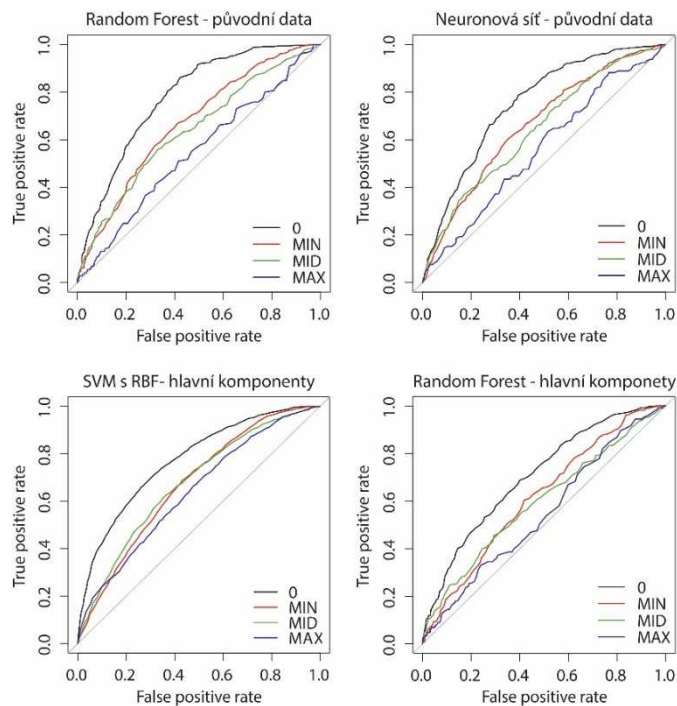 Random Forest - původní data
1.0
0.8
0.6
0.4
0.2
0.0
True positive rate
0
MIN
MID
MAX
0.0 0.2 0.4 0.6 0.8 1.0
False positive rate
Neuronová síť - původní data
1.0
0.8
0.6
0.4
0.2
0.0
True positive rate
0
MIN
MID
MAX
0.0 0.2 0.4 0.6 0.8 1.0
False positive rate
SVM s RBF- hlavní komponenty
1.0
0.8
0.6
0.4
0.2
0.0
True positive rate
0
MIN
MID
MAX
0.0 0.2 0.4 0.6 0.8 1.0
False positive rate
Random Forest - hlavní komponety
1.0
0.8
0.6
0.4
0.2
0.0
True positive rate
0
MIN
MID
MAX
0.0 0.2 0.4 0.6 0.8 1.0
False positive rate